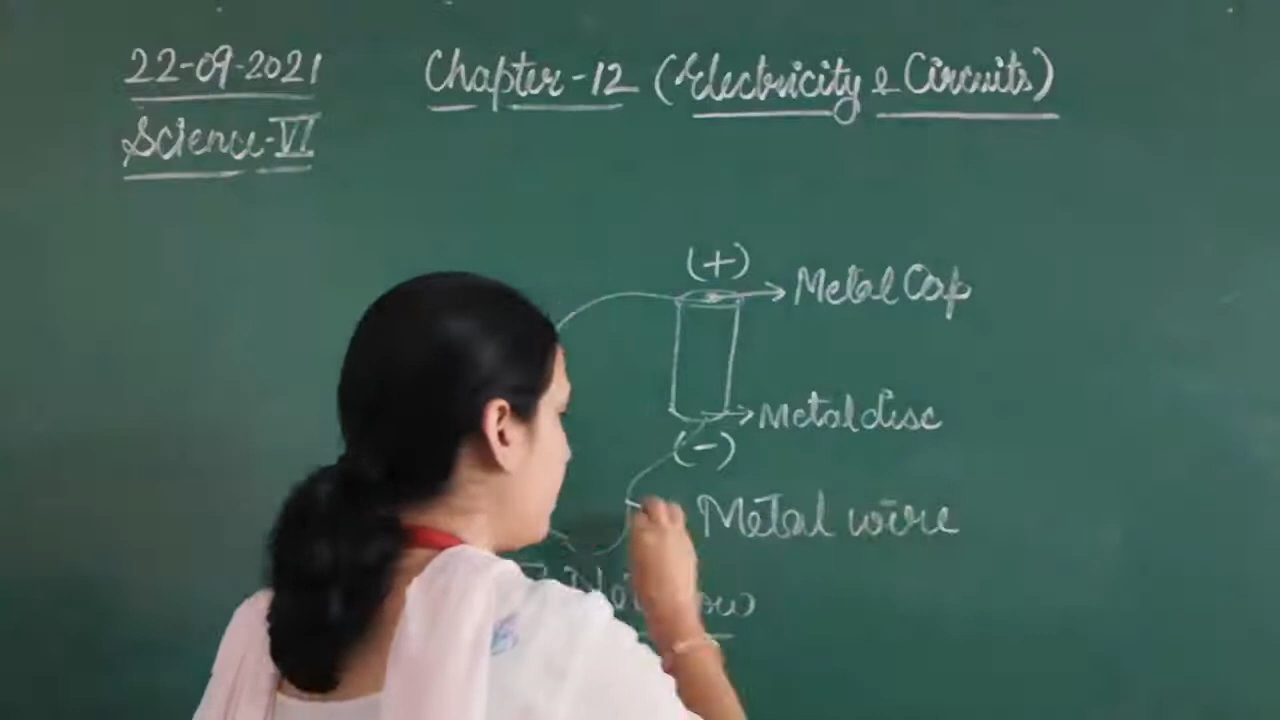 22-09-2021
Chapter-12 (Electricity & Circuits)
Science-VI
(+)
Metal Cap
Metal disc
(-)
Metal wire